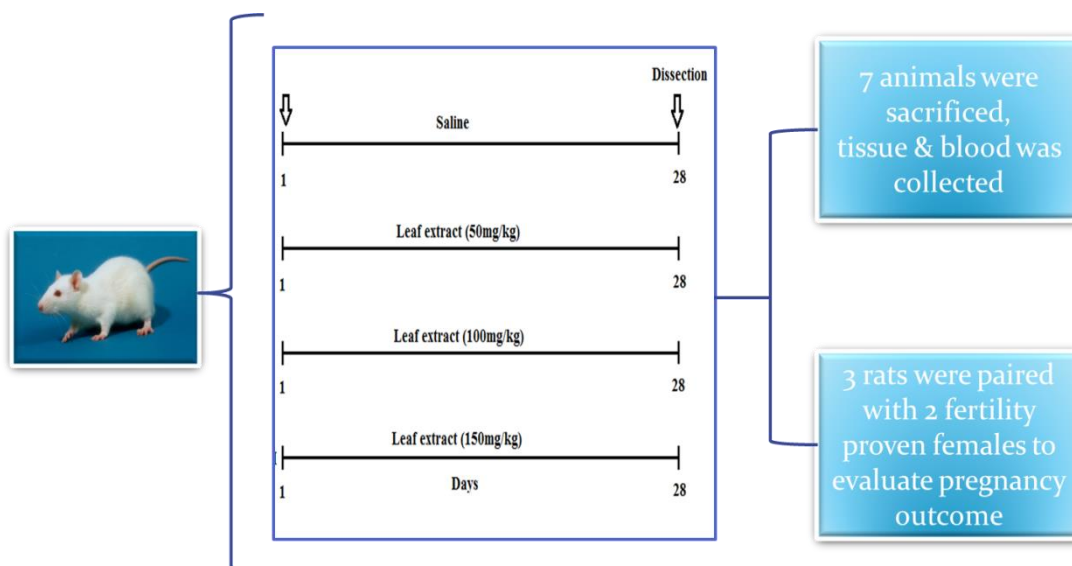 Dissection
Saline
1
28
Leaf extract (50mg/kg)
1
28
Leaf extract (100mg/kg)
1
28
Leaf extract (150mg/kg)
1
Days
28
7 animals were
sacrificed,
tissue & blood was
collected
3 rats were paired
with 2 fertility
proven females to
evaluate pregnancy
outcome